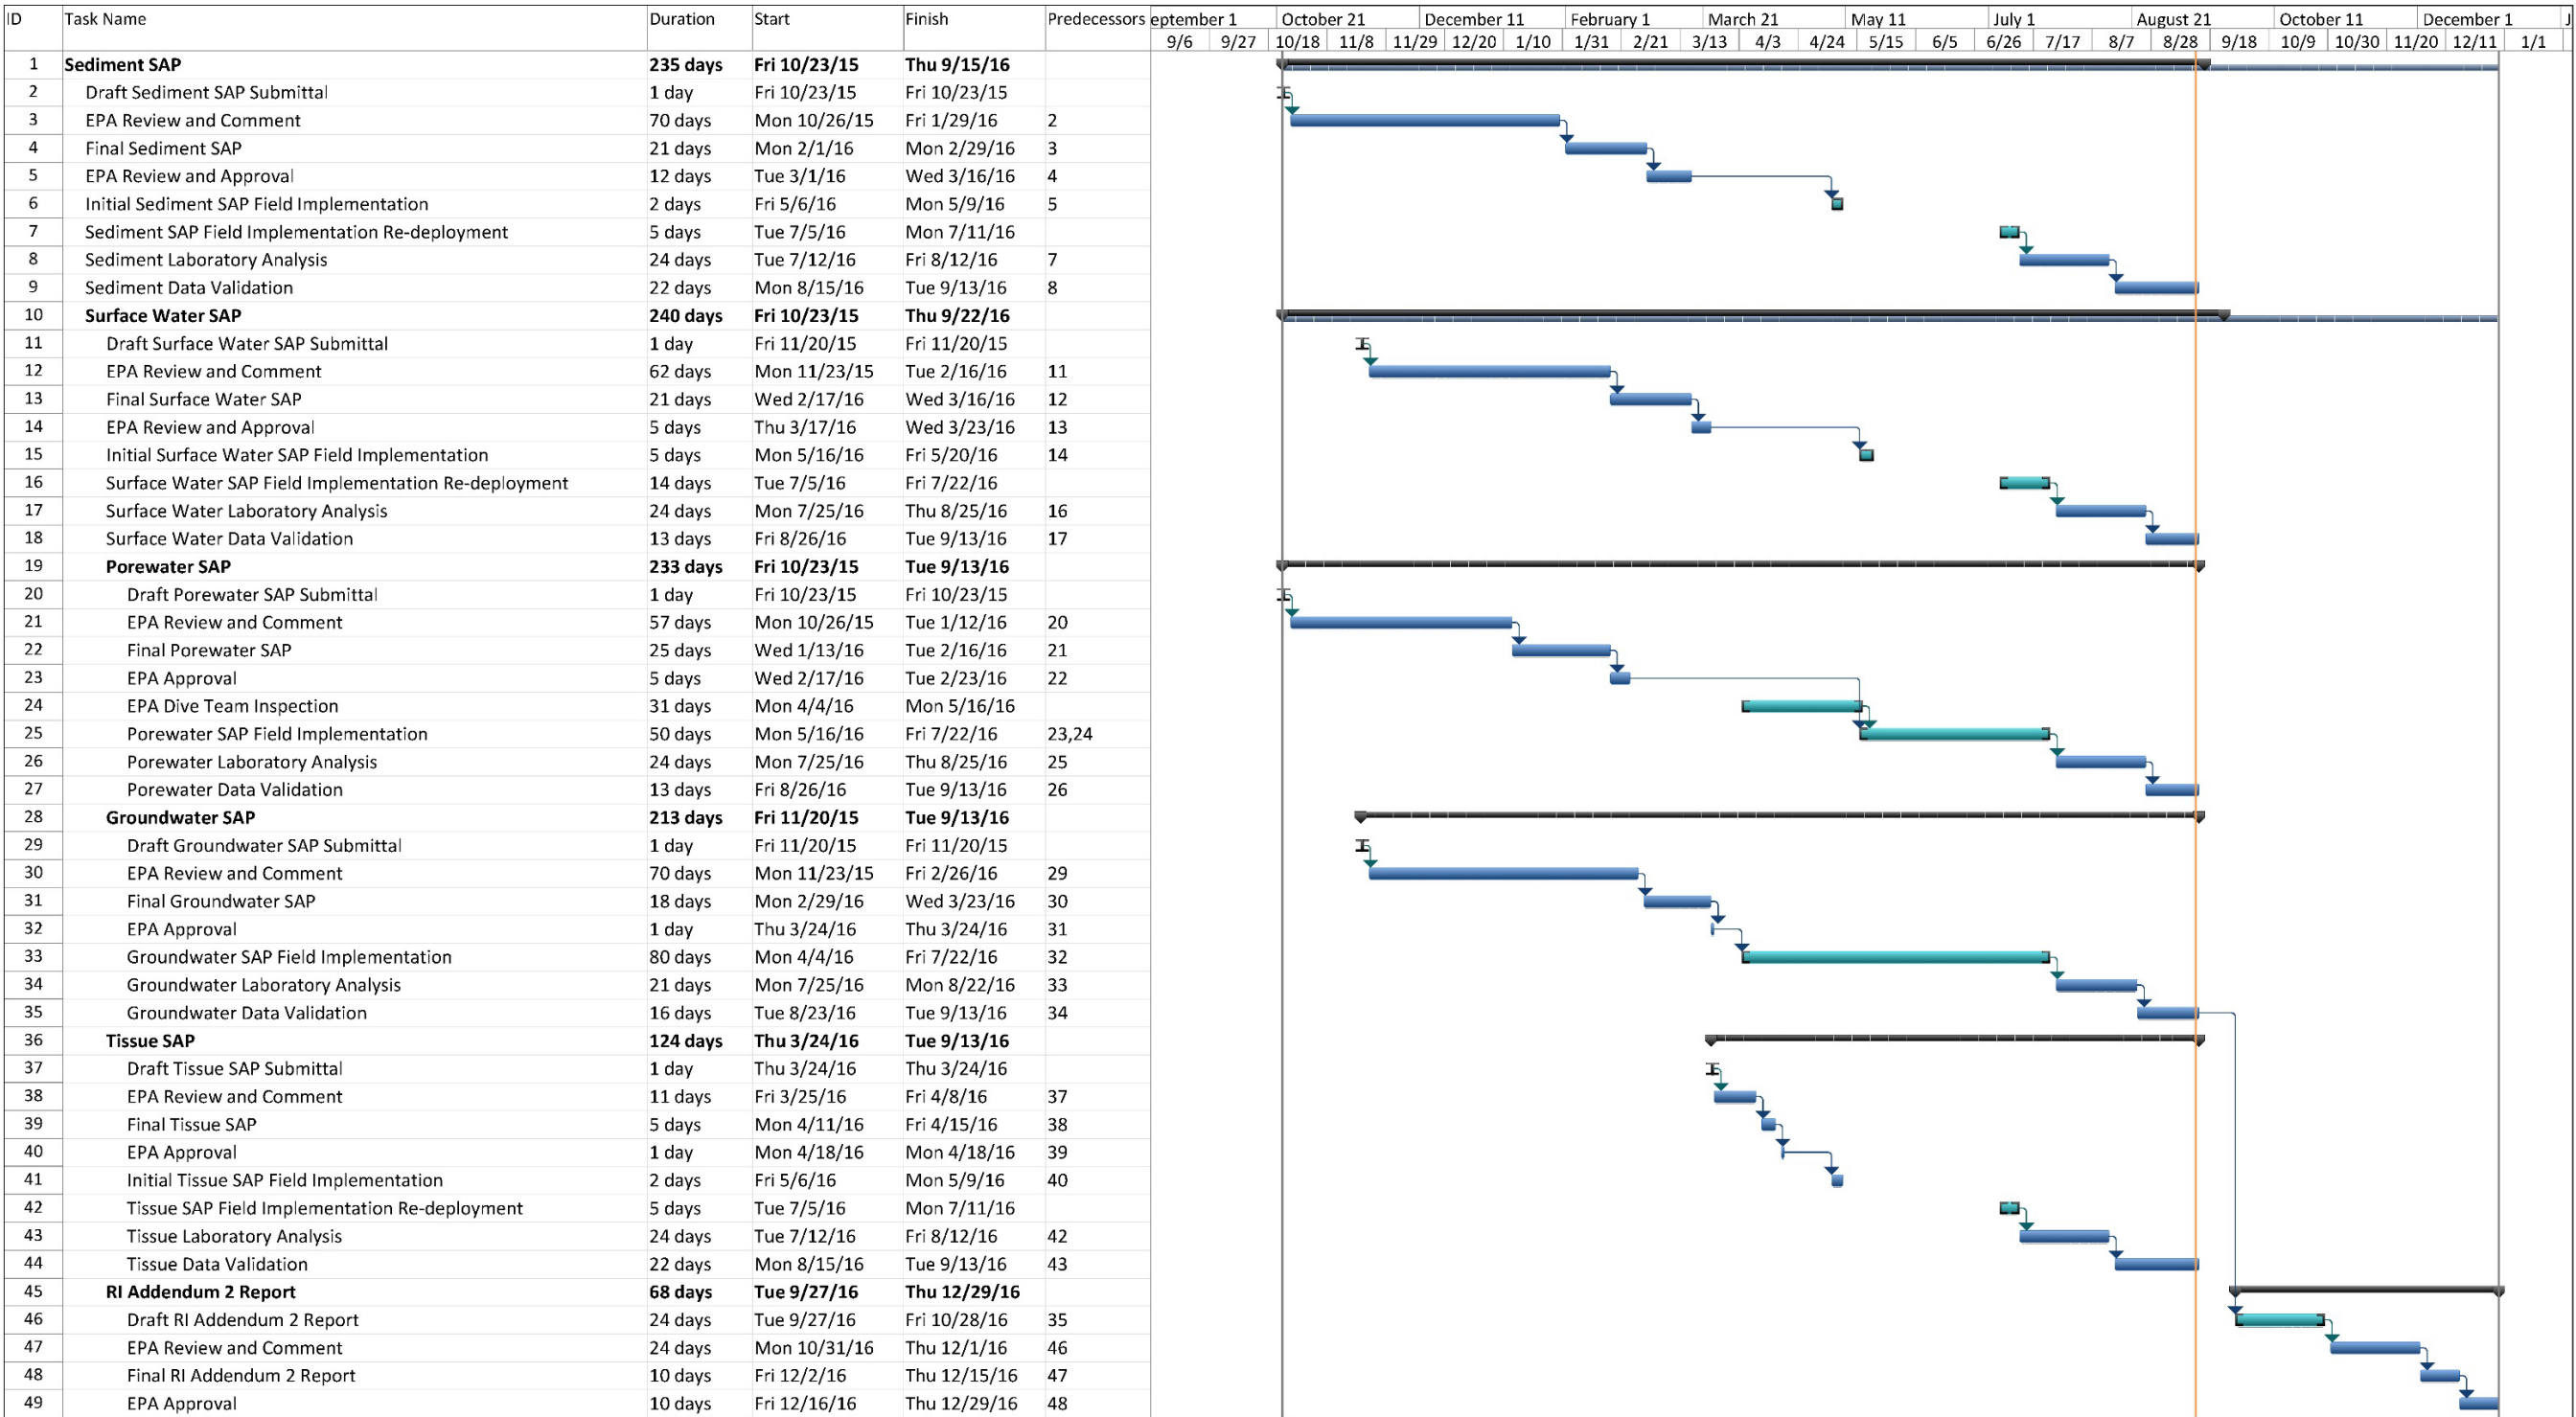 ID Task Name Duration Start Finish Predecessors eptember 1 October 21 December 11 February 1 March 21 May 11 July 1 August 21 October 11 December 1 J
9/6 9/27 10/18 11/8 11/29 12/20 1/10 1/31 2/21 3/13 4/3 4/24 5/15 6/5 6/26 7/17 8/7 8/28 9/18 10/9 10/30 11/20 12/11 1/1
1 Sediment SAP 235 days Fri 10/23/15 Thu 9/15/16
2 Draft Sediment SAP Submittal 1 day Fri 10/23/15 Fri 10/23/15
3 EPA Review and Comment 70 days Mon 10/26/15 Fri 1/29/16 2
4 Final Sediment SAP 21 days Mon 2/1/16 Mon 2/29/16 3
5 EPA Review and Approval 12 days Tue 3/1/16 Wed 3/16/16 4
6 Initial Sediment SAP Field Implementation 2 days Fri 5/6/16 Mon 5/9/16 5
7 Sediment SAP Field Implementation Re-deployment 5 days Tue 7/5/16 Mon 7/11/16
8 Sediment Laboratory Analysis 24 days Tue 7/12/16 Fri 8/12/16 7
9 Sediment Data Validation 22 days Mon 8/15/16 Tue 9/13/16 8
10 Surface Water SAP 240 days Fri 10/23/15 Thu 9/22/16
11 Draft Surface Water SAP Submittal 1 day Fri 11/20/15 Fri 11/20/15
12 EPA Review and Comment 62 days Mon 11/23/15 Tue 2/16/16 11
13 Final Surface Water SAP 21 days Wed 2/17/16 Wed 3/16/16 12
14 EPA Review and Approval 5 days Thu 3/17/16 Wed 3/23/16 13
15 Initial Surface Water SAP Field Implementation 5 days Mon 5/16/16 Fri 5/20/16 14
16 Surface Water SAP Field Implementation Re-deployment 14 days Tue 7/5/16 Fri 7/22/16
17 Surface Water Laboratory Analysis 24 days Mon 7/25/16 Thu 8/25/16 16
18 Surface Water Data Validation 13 days Fri 8/26/16 Tue 9/13/16 17
19 Porewater SAP 233 days Fri 10/23/15 Tue 9/13/16
20 Draft Porewater SAP Submittal 1 day Fri 10/23/15 Fri 10/23/15
21 EPA Review and Comment 57 days Mon 10/26/15 Tue 1/12/16 20
22 Final Porewater SAP 25 days Wed 1/13/16 Tue 2/16/16 21
23 EPA Approval 5 days Wed 2/17/16 Tue 2/23/16 22
24 EPA Dive Team Inspection 31 days Mon 4/4/16 Mon 5/16/16
25 Porewater SAP Field Implementation 50 days Mon 5/16/16 Fri 7/22/16 23,24
26 Porewater Laboratory Analysis 24 days Mon 7/25/16 Thu 8/25/16 25
27 Porewater Data Validation 13 days Fri 8/26/16 Tue 9/13/16 26
28 Groundwater SAP 213 days Fri 11/20/15 Tue 9/13/16
29 Draft Groundwater SAP Submittal 1 day Fri 11/20/15 Fri 11/20/15
30 EPA Review and Comment 70 days Mon 11/23/15 Fri 2/26/16 29
31 Final Groundwater SAP 18 days Mon 2/29/16 Wed 3/23/16 30
32 EPA Approval 1 day Thu 3/24/16 Thu 3/24/16 31
33 Groundwater SAP Field Implementation 80 days Mon 4/4/16 Fri 7/22/16 32
34 Groundwater Laboratory Analysis 21 days Mon 7/25/16 Mon 8/22/16 33
35 Groundwater Data Validation 16 days Tue 8/23/16 Tue 9/13/16 34
36 Tissue SAP 124 days Thu 3/24/16 Tue 9/13/16
37 Draft Tissue SAP Submittal 1 day Thu 3/24/16 Thu 3/24/16
38 EPA Review and Comment 11 days Fri 3/25/16 Fri 4/8/16 37
39 Final Tissue SAP 5 days Mon 4/11/16 Fri 4/15/16 38
40 EPA Approval 1 day Mon 4/18/16 Mon 4/18/16 39
41 Initial Tissue SAP Field Implementation 2 days Fri 5/6/16 Mon 5/9/16 40
42 Tissue SAP Field Implementation Re-deployment 5 days Tue 7/5/16 Mon 7/11/16
43 Tissue Laboratory Analysis 24 days Tue 7/12/16 Fri 8/12/16 42
44 Tissue Data Validation 22 days Mon 8/15/16 Tue 9/13/16 43
45 RI Addendum 2 Report 68 days Tue 9/27/16 Thu 12/29/16
46 Draft RI Addendum 2 Report 24 days Tue 9/27/16 Fri 10/28/16 35
47 EPA Review and Comment 24 days Mon 10/31/16 Thu 12/1/16 46
48 Final RI Addendum 2 Report 10 days Fri 12/2/16 Thu 12/15/16 47
49 EPA Approval 10 days Fri 12/16/16 Thu 12/29/16 48